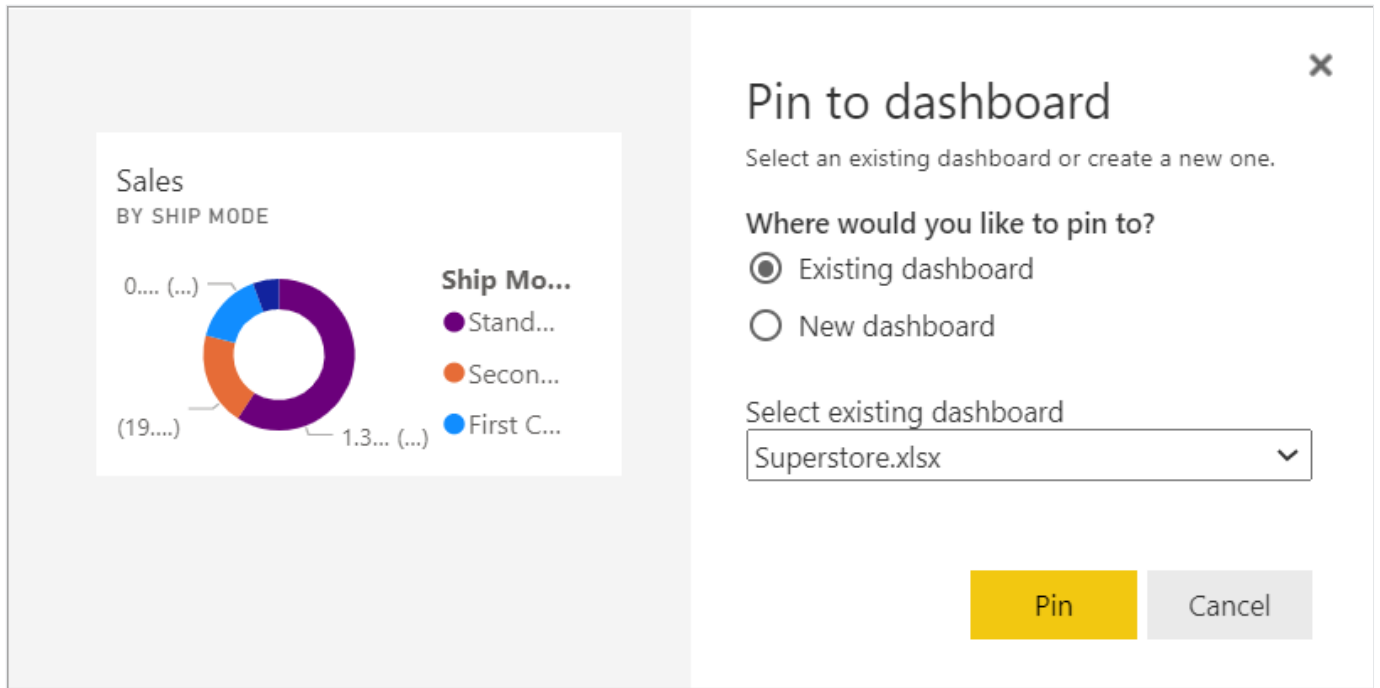 Sales
BY SHIP MODE
0.... (...)
(19....)
1.3... (...)
Ship Mo...
Stand...
Secon...
First C...
Pin to dashboard
Select an existing dashboard or create a new one.
Where would you like to pin to?
Existing dashboard
New dashboard
Select existing dashboard
Superstore.xlsx
Pin
Cancel